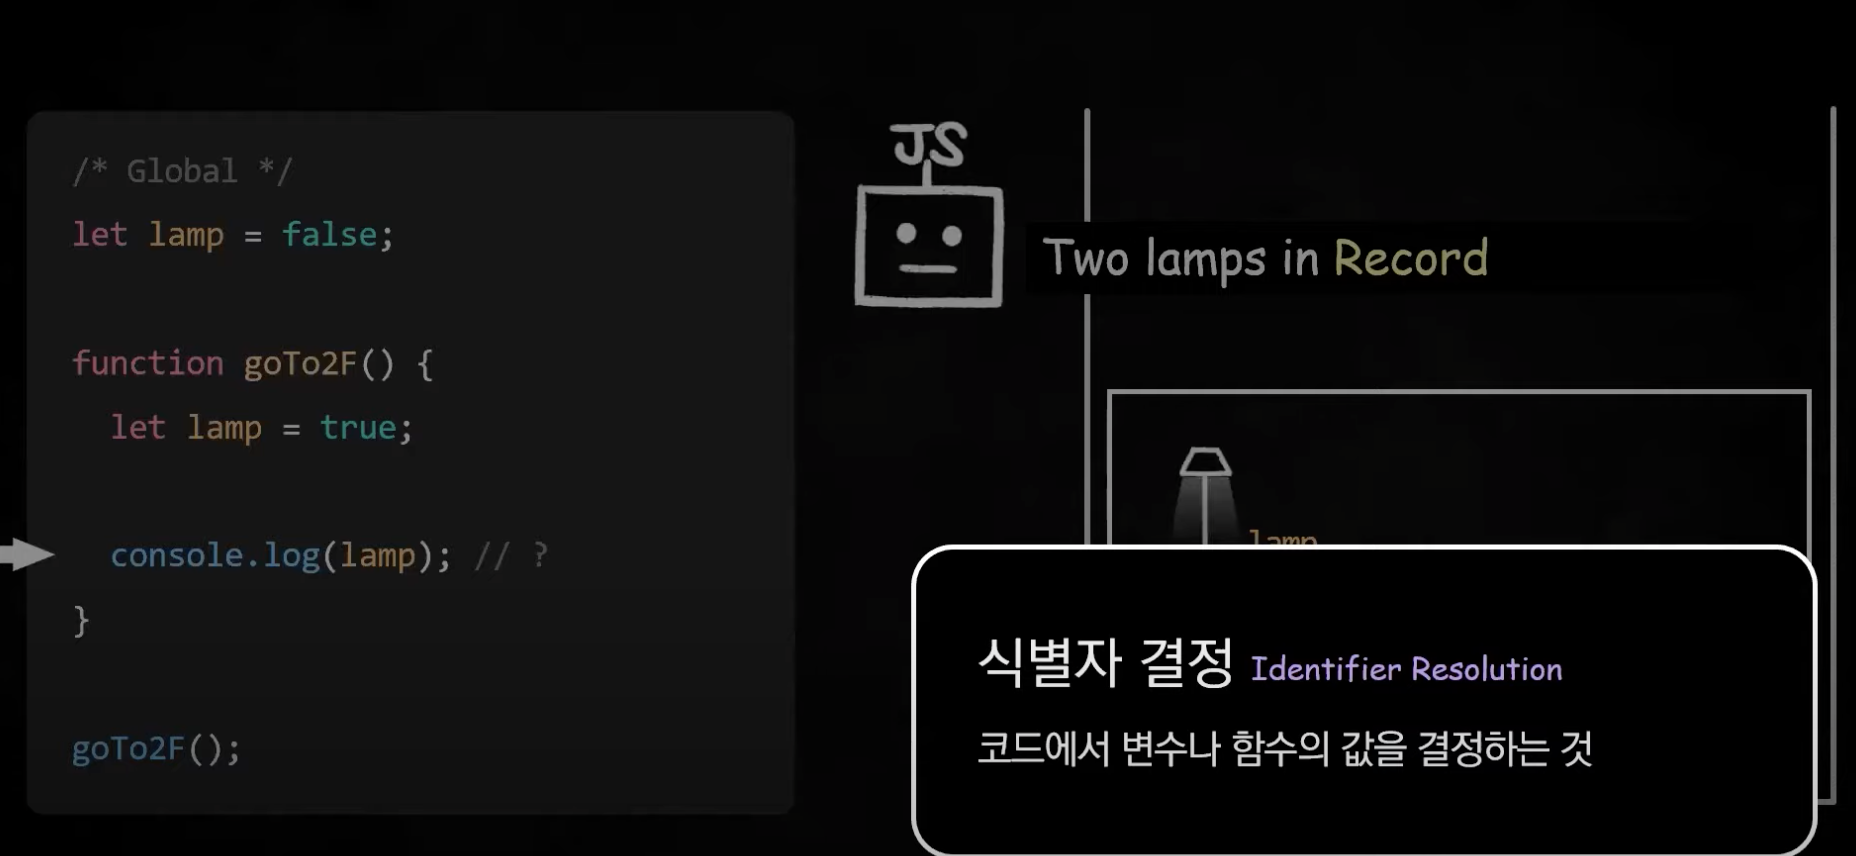 /* Global */
let lamp = false;
function goTo2F() {
let lamp = true;
console.log(lamp); // ?
}
goTo2F();
JS
Two lamps in Record
lamp
식별자 결정 Identifier Resolution
코드에서 변수나 함수의 값을 결정하는 것